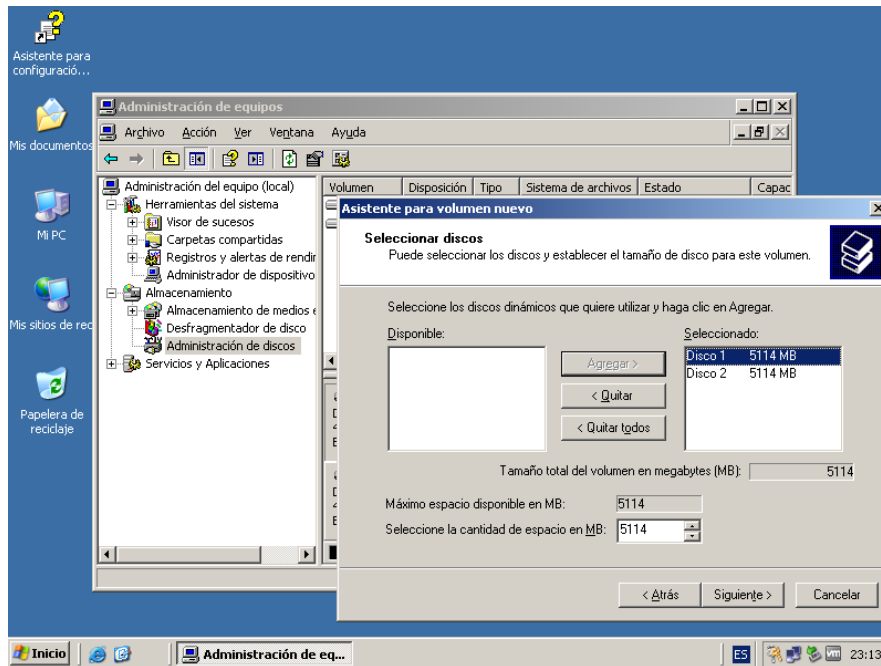 Asistente para
configuració...
Mis documentos
Mi PC
Mis sitios de rec
Papelera de
reciclaje
Administración de equipos
Archivo Acción Ver Ventana Ayuda
Administración del equipo (local)
Herramientas del sistema
Visor de sucesos
Carpetas compartidas
Registros y alertas de rendir
Administrador de dispositivo
Almacenamiento
Almacenamiento de medios e
Desfragmentador de disco
Administración de discos
Servicios y Aplicaciones
Volumen Disposición Tipo Sistema de archivos Estado Capac
Asistente para volumen nuevo
Seleccionar discos
Puede seleccionar los discos y establecer el tamaño de disco para este volumen.
Seleccione los discos dinámicos que quiere utilizar y haga clic en Agregar.
Disponible: Seleccionado:
Disco 1 5114 MB
Disco 2 5114 MB
Agregar >
< Quitar
< Quitar todos
Tamaño total del volumen en megabytes (MB): 5114
Máximo espacio disponible en MB: 5114
Seleccione la cantidad de espacio en MB: 5114
< Atrás Siguiente > Cancelar
Inicio Administración de eq... ES 23:13